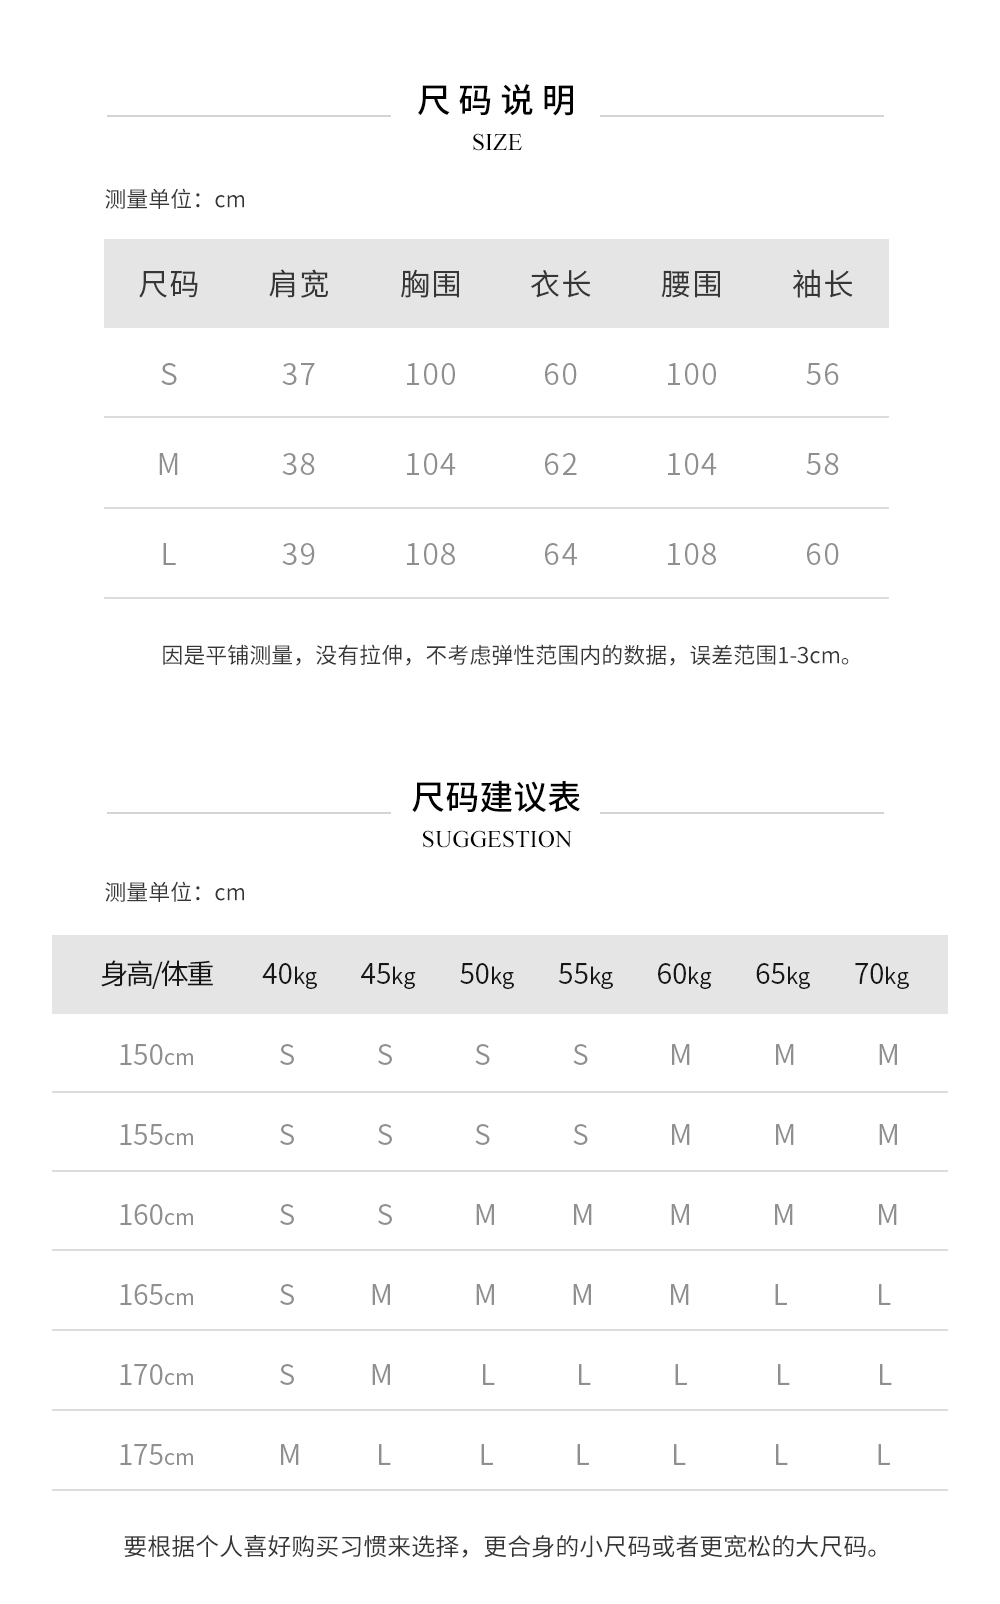 尺码说明
SIZE
测量单位：cm
尺码 肩宽 胸围 衣长 腰围 袖长
S 37 100 60 100 56
M 38 104 62 104 58
L 39 108 64 108 60
因是平铺测量，没有拉伸，不考虑弹性范围内的数据，误差范围1-3cm。
尺码建议表
SUGGESTION
测量单位：cm
身高/体重 40kg 45kg 50kg 55kg 60kg 65kg 70kg
150cm S S S S M M M
155cm S S S S M M M
160cm S S M M M M M
165cm S M M M M L L
170cm S M L L L L L
175cm M L L L L L L
要根据个人喜好购买习惯来选择，更合身的小尺码或者更宽松的大尺码。